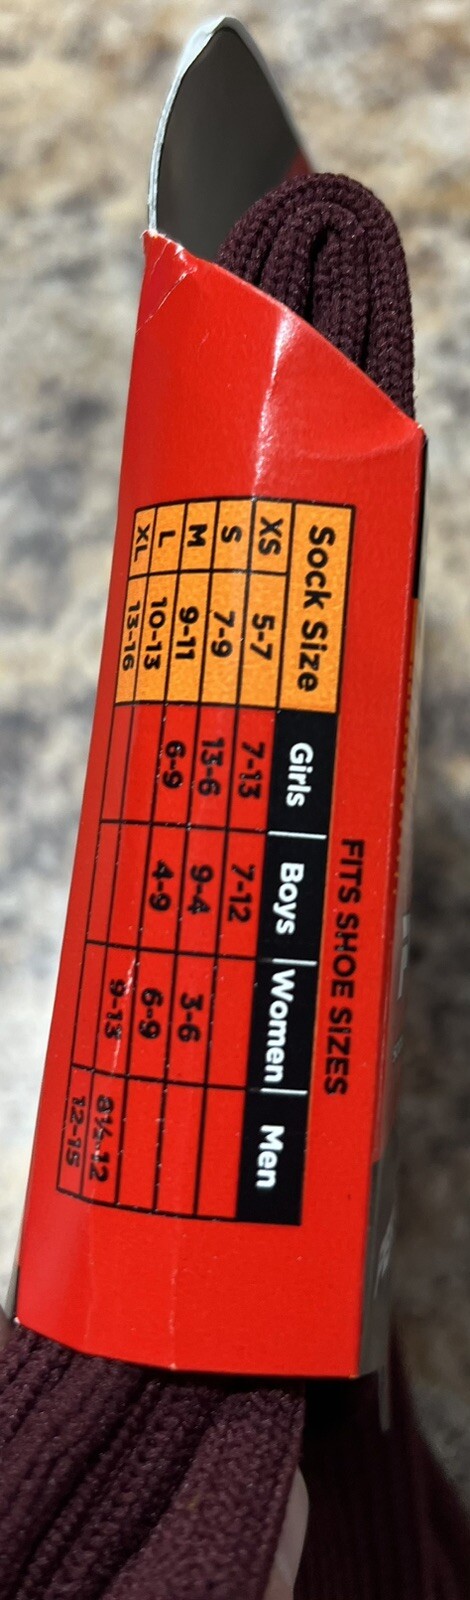 FITS SHOE SIZES
Sock Size Girls Boys Women Men
XS 5-7 7-13 7-12
S 7-9 13-6 9-4 3-6
M 9-11 6-9 4-9 6-9
L 10-13 9-13 8½-12
XL 13-16 12-15